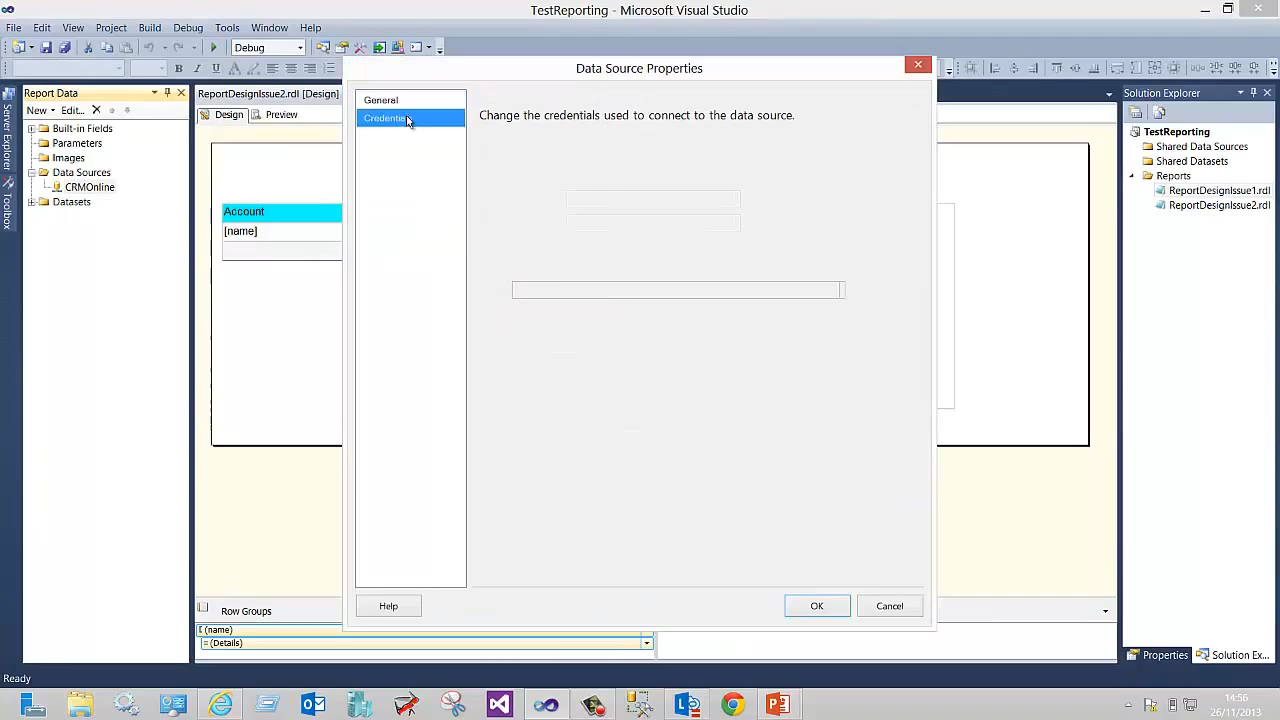 TestReporting - Microsoft Visual Studio
File Edit View Project Build Debug Tools Window Help
Debug
B I U A
Report Data
ReportDesignIssue2.rdl [Design]
Solution Explorer
New Edit...
Design Preview
Built-in Fields
Parameters
Images
Data Sources
CRMOnline
Datasets
Server Explorer
Toolbox
Account
[name]
Data Source Properties
General
Change the credentials used to connect to the data source.
Help
OK
Cancel
TestReporting
Shared Data Sources
Shared Datasets
Reports
ReportDesignIssue1.rdl
ReportDesignIssue2.rdl
Row Groups
(name)
(Details)
Properties Solution Ex...
Ready
14:56
26/11/2013